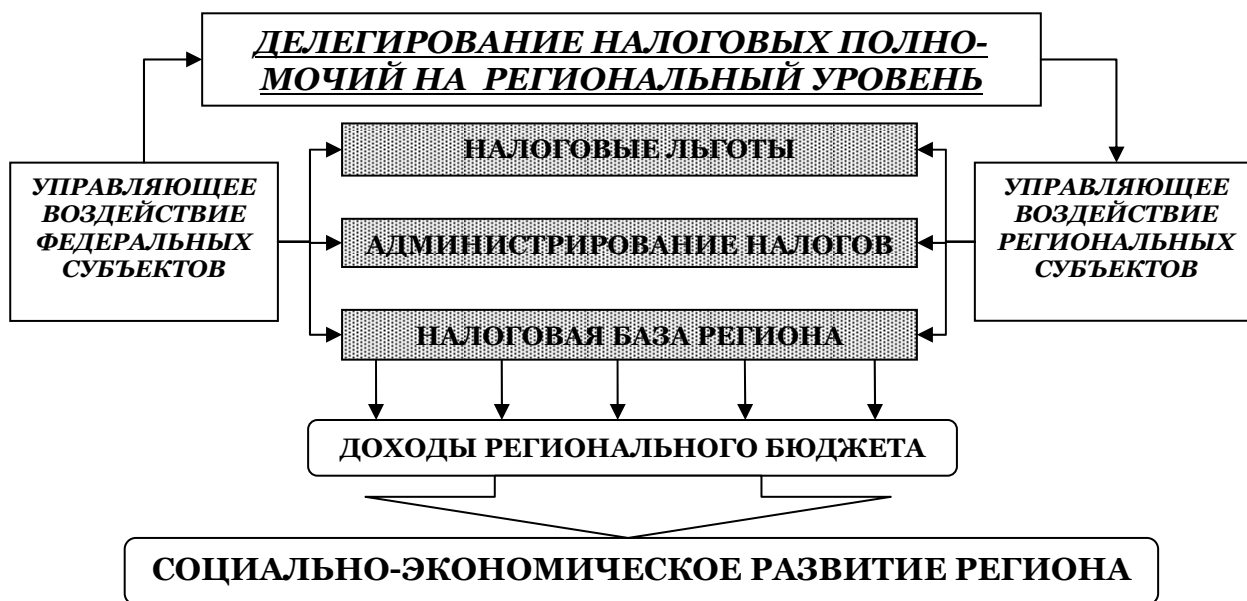 ДЕЛЕГИРОВАНИЕ НАЛОГОВЫХ ПОЛНО-
МОЧИЙ НА РЕГИОНАЛЬНЫЙ УРОВЕНЬ
НАЛОГОВЫЕ ЛЬГОТЫ
УПРАВЛЯЮЩЕЕ
ВОЗДЕЙСТВИЕ
ФЕДЕРАЛЬНЫХ
СУБЪЕКТОВ
АДМИНИСТРИРОВАНИЕ НАЛОГОВ
УПРАВЛЯЮЩЕЕ
ВОЗДЕЙСТВИЕ
РЕГИОНАЛЬНЫХ
СУБЪЕКТОВ
НАЛОГОВАЯ БАЗА РЕГИОНА
ДОХОДЫ РЕГИОНАЛЬНОГО БЮДЖЕТА
СОЦИАЛЬНО-ЭКОНОМИЧЕСКОЕ РАЗВИТИЕ РЕГИОНА